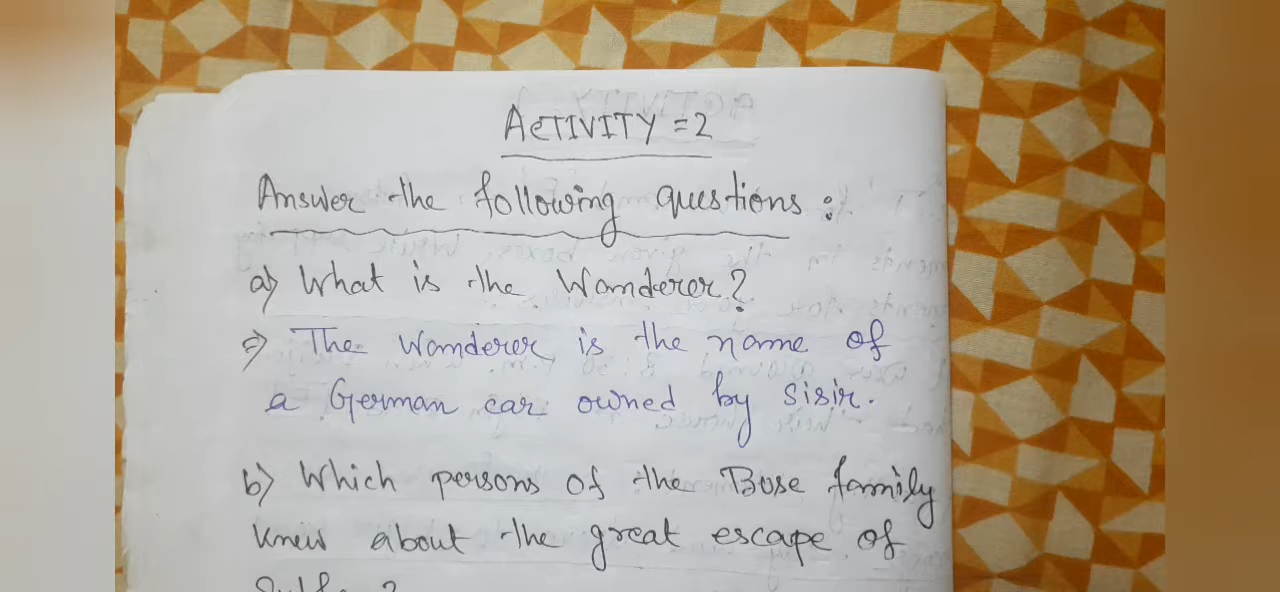 ACTIVITY = 2
Answer the following questions :
a) What is the Wanderer?
=) The Wanderer is the name of
a German car owned by Sisir.
b) Which persons of the Bose family
knew about the great escape of